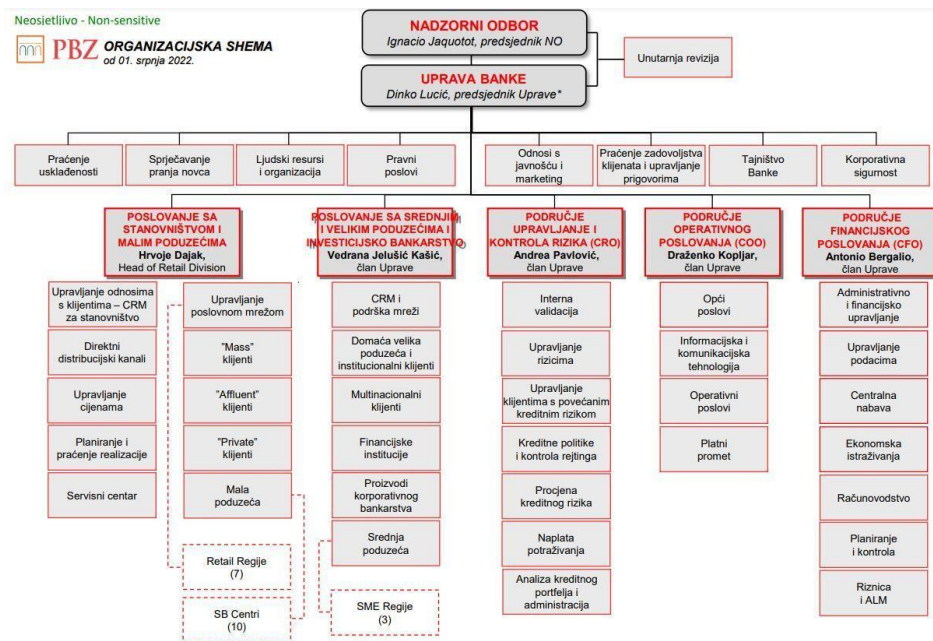 Neosjetljivo - Non-sensitive
PBZ ORGANIZACIJSKA SHEMA
od 01. srpnja 2022.
NADZORNI ODBOR
Ignacio Jaquotot, predsjednik NO
Unutarnja revizija
UPRAVA BANKE
Dinko Lucić, predsjednik Uprave*
Praćenje
usklađenosti
Sprječavanje
pranja novca
Ljudski resursi
i organizacija
Pravni
poslovi
Odnosi s
javnošću i
marketing
Praćenje zadovoljstva
klijenata i upravljanje
prigovorima
Tajništvo
Banke
Korporativna
sigurnost
POSLOVANJE SA
STANOVNIŠTVOM I
MALIM PODUZEĆIMA
Hrvoje Dajak,
Head of Retail Division
POSLOVANJE SA SREDNJIM
I VELIKIM PODUZEĆIMA I
INVESTICIJSKO BANKARSTVO
Vedrana Jelušić Kašić,
član Uprave
PODRUČJE
UPRAVLJANJE I
KONTROLA RIZIKA (CRO)
Andrea Pavlović,
član Uprave
PODRUČJE
OPERATIVNOG
POSLOVANJA (COO)
Draženko Kopljar,
član Uprave
PODRUČJE
FINANCIJSKOG
POSLOVANJA (CFO)
Antonio Bergalio,
član Uprave
Upravljanje odnosima
s klijentima – CRM
za stanovništvo
Direktni
distribucijski kanali
Upravljanje
cijenama
Planiranje i
praćenje realizacije
Servisni centar
Upravljanje
poslovnom mrežom
"Mass"
klijenti
"Affluent"
klijenti
"Private"
klijenti
Mala
poduzeća
Retail Regije
(7)
SB Centri
(10)
CRM i
podrška mreži
Domaća velika
poduzeća i
institucionalni klijenti
Multinacionalni
klijenti
Financijske
institucije
Proizvodi
korporativnog
bankarstva
Srednja
poduzeća
SME Regije
(3)
Interna
validacija
Upravljanje
rizicima
Upravljanje
klijentima s povećanim
kreditnim rizikom
Kreditne politike
i kontrola rejtinga
Procjena
kreditnog rizika
Naplata
potraživanja
Analiza kreditnog
portfelja i
administracija
Opći
poslovi
Informacijska i
komunikacijska
tehnologija
Operativni
poslovi
Platni
promet
Administrativno
i financijsko
upravljanje
Upravljanje
podacima
Centralna
nabava
Ekonomska
istraživanja
Računovodstvo
Planiranje
i kontrola
Riznica
i ALM